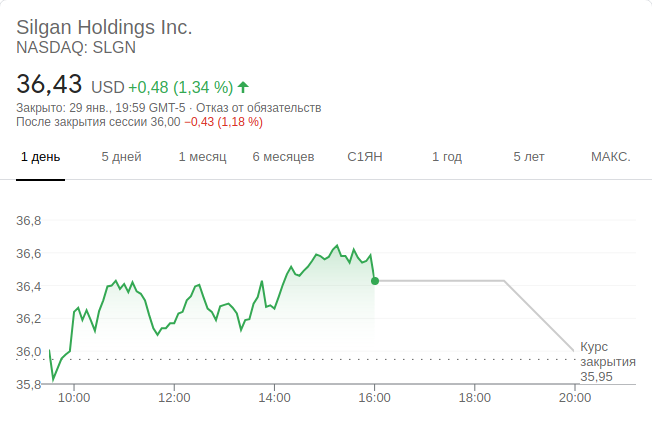 Silgan Holdings Inc.
NASDAQ: SLGN
36,43 USD +0,48 (1,34 %)
Закрыто: 29 янв., 19:59 GMT-5 · Отказ от обязательств
После закрытия сессии 36,00 −0,43 (1,18 %)
1 день 5 дней 1 месяц 6 месяцев С1ЯН 1 год 5 лет МАКС.
36,8
36,6
36,4
36,2
36,0
35,8
Курс
закрытия
35,95
10:00 12:00 14:00 16:00 18:00 20:00